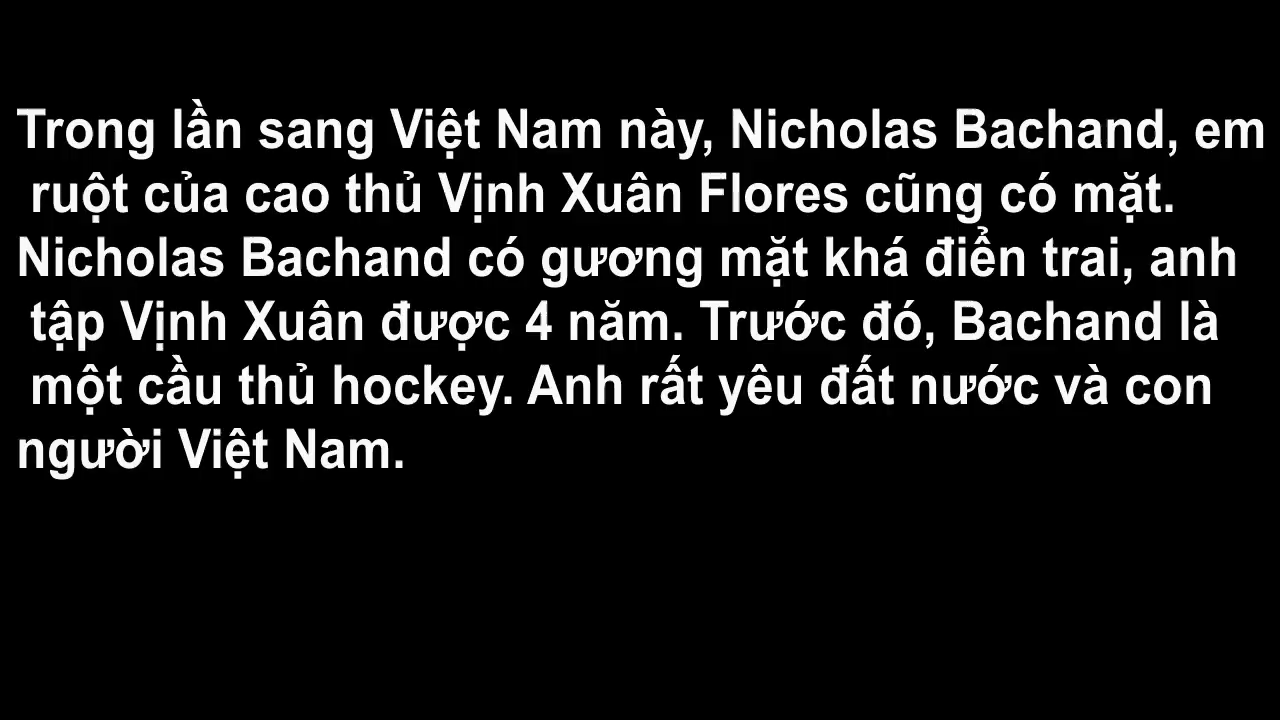 Trong lần sang Việt Nam này, Nicholas Bachand, em
ruột của cao thủ Vịnh Xuân Flores cũng có mặt.
Nicholas Bachand có gương mặt khá điển trai, anh
tập Vịnh Xuân được 4 năm. Trước đó, Bachand là
một cầu thủ hockey. Anh rất yêu đất nước và con
người Việt Nam.